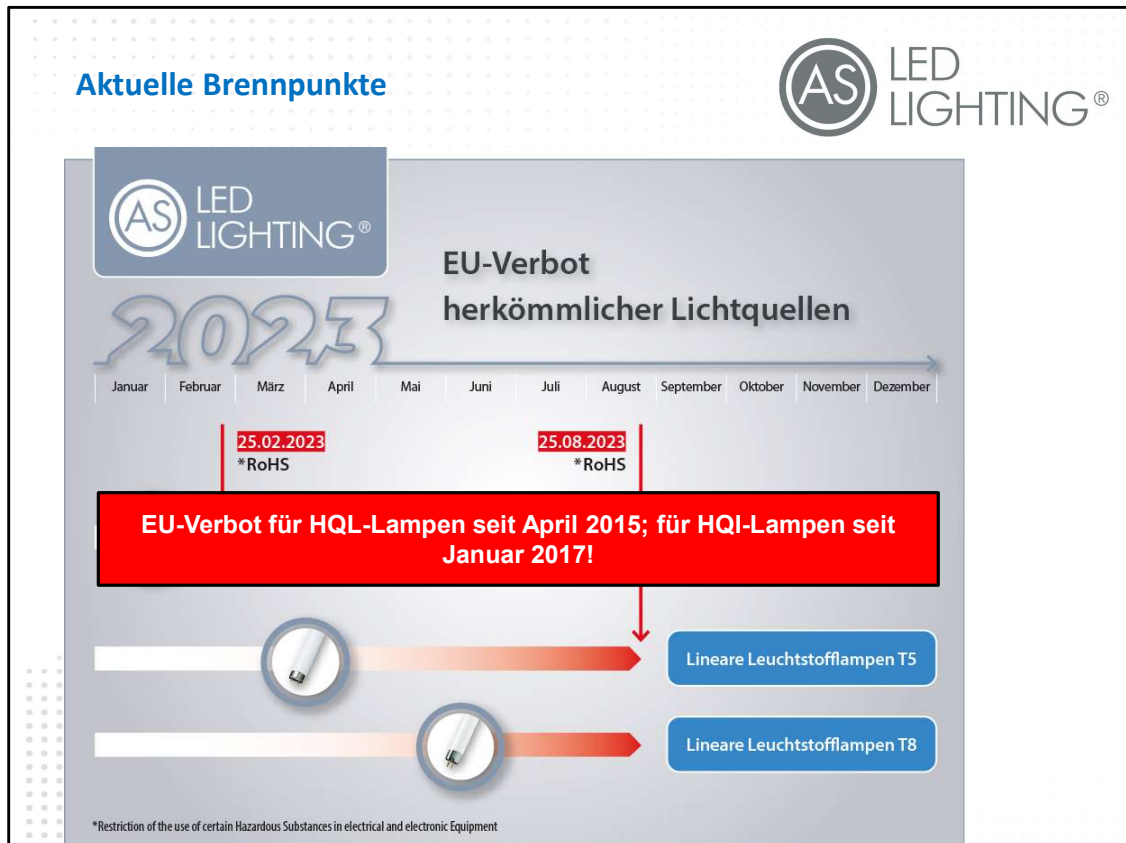 Aktuelle Brennpunkte
AS LED
LIGHTING®
AS LED
LIGHTING®
EU-Verbot
herkömmlicher Lichtquellen
2023
Januar Februar März April Mai Juni Juli August September Oktober November Dezember
25.02.2023
*RoHS
25.08.2023
*RoHS
EU-Verbot für HQL-Lampen seit April 2015; für HQI-Lampen seit
Januar 2017!
Lineare Leuchtstofflampen T5
Lineare Leuchtstofflampen T8
*Restriction of the use of certain Hazardous Substances in electrical and electronic Equipment